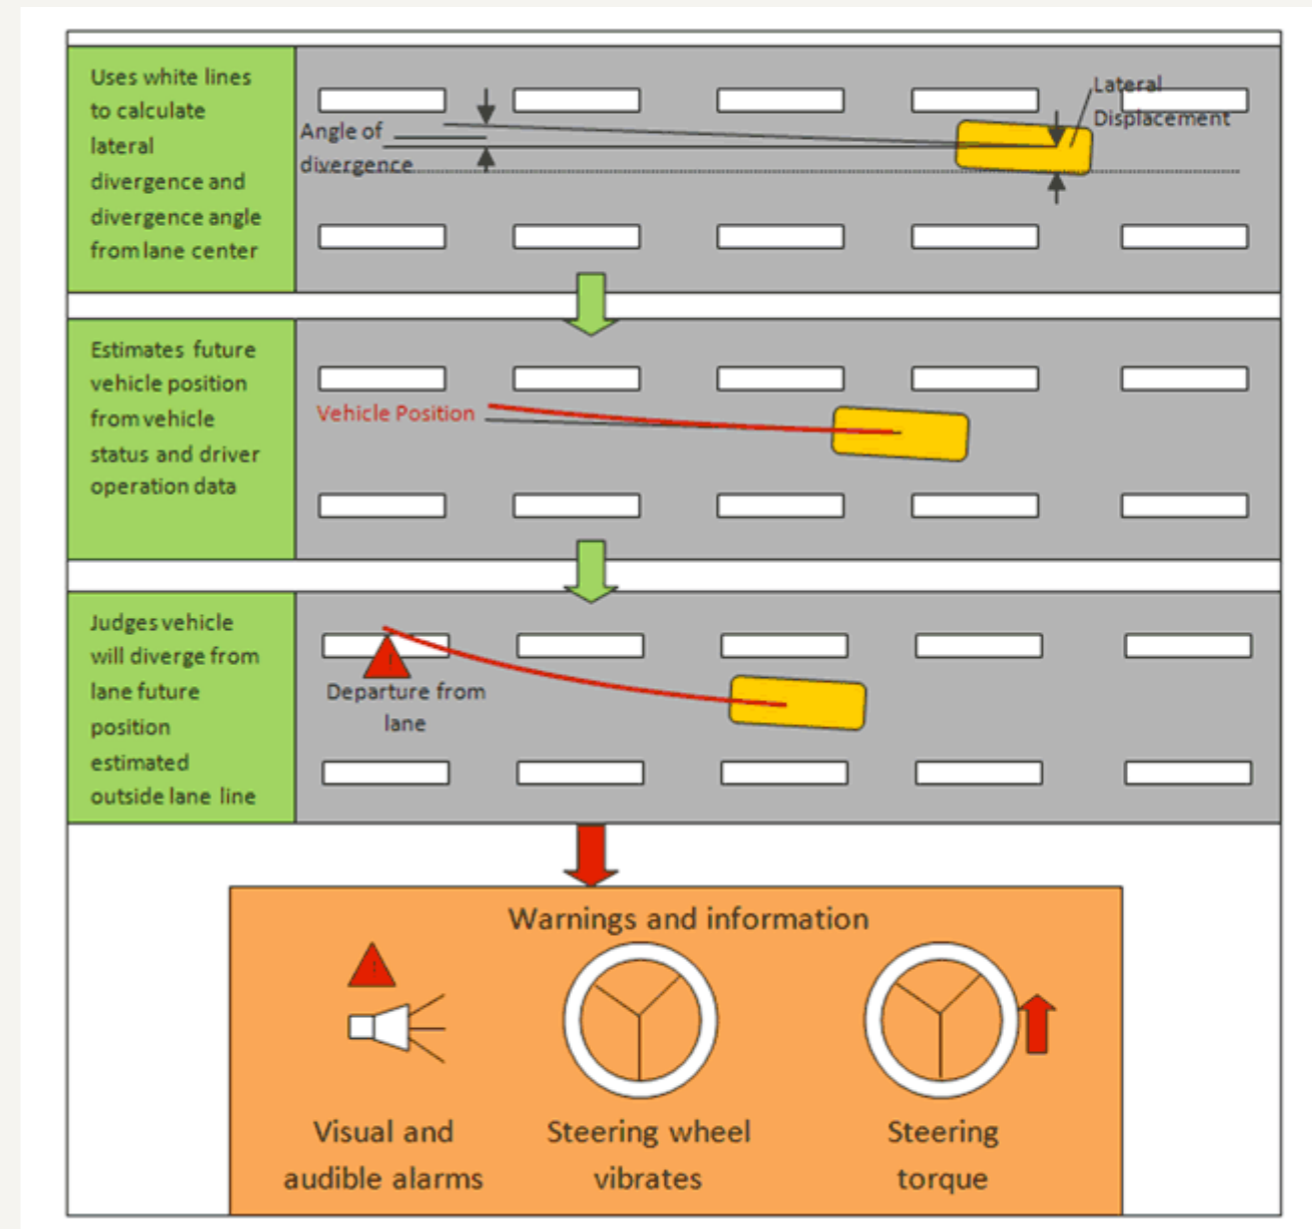 Uses white lines
to calculate
lateral
divergence and
divergence angle
from lane center
Angle of
divergence
Lateral
Displacement
Estimates future
vehicle position
from vehicle
status and driver
operation data
Vehicle Position
Judges vehicle
will diverge from
lane future
position
estimated
outside lane line
!
Departure from
lane
Warnings and information
!
Visual and
audible alarms
Steering wheel
vibrates
Steering
torque